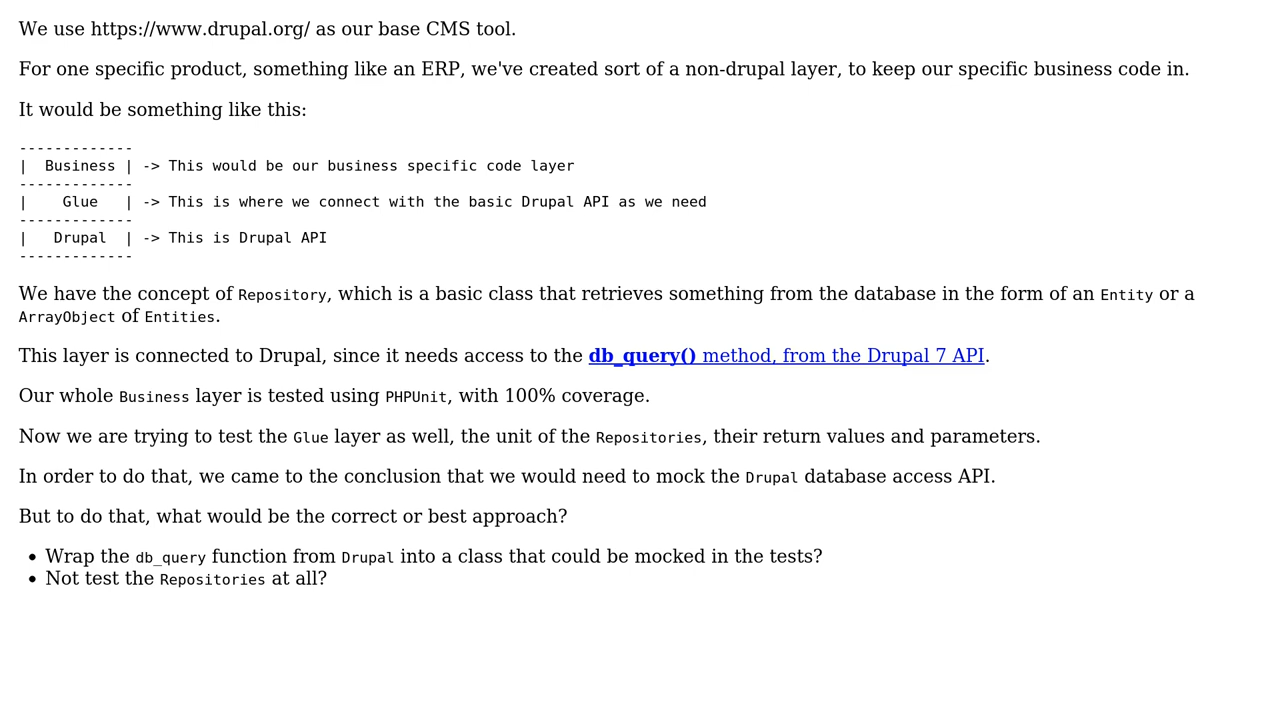 We use https://www.drupal.org/ as our base CMS tool.
For one specific product, something like an ERP, we've created sort of a non-drupal layer, to keep our specific business code in.
It would be something like this:
-------------
|  Business | -> This would be our business specific code layer
-------------
|    Glue   | -> This is where we connect with the basic Drupal API as we need
-------------
|   Drupal  | -> This is Drupal API
-------------
We have the concept of Repository, which is a basic class that retrieves something from the database in the form of an Entity or a
ArrayObject of Entities.
This layer is connected to Drupal, since it needs access to the db_query() method, from the Drupal 7 API.
Our whole Business layer is tested using PHPUnit, with 100% coverage.
Now we are trying to test the Glue layer as well, the unit of the Repositories, their return values and parameters.
In order to do that, we came to the conclusion that we would need to mock the Drupal database access API.
But to do that, what would be the correct or best approach?
• Wrap the db_query function from Drupal into a class that could be mocked in the tests?
• Not test the Repositories at all?